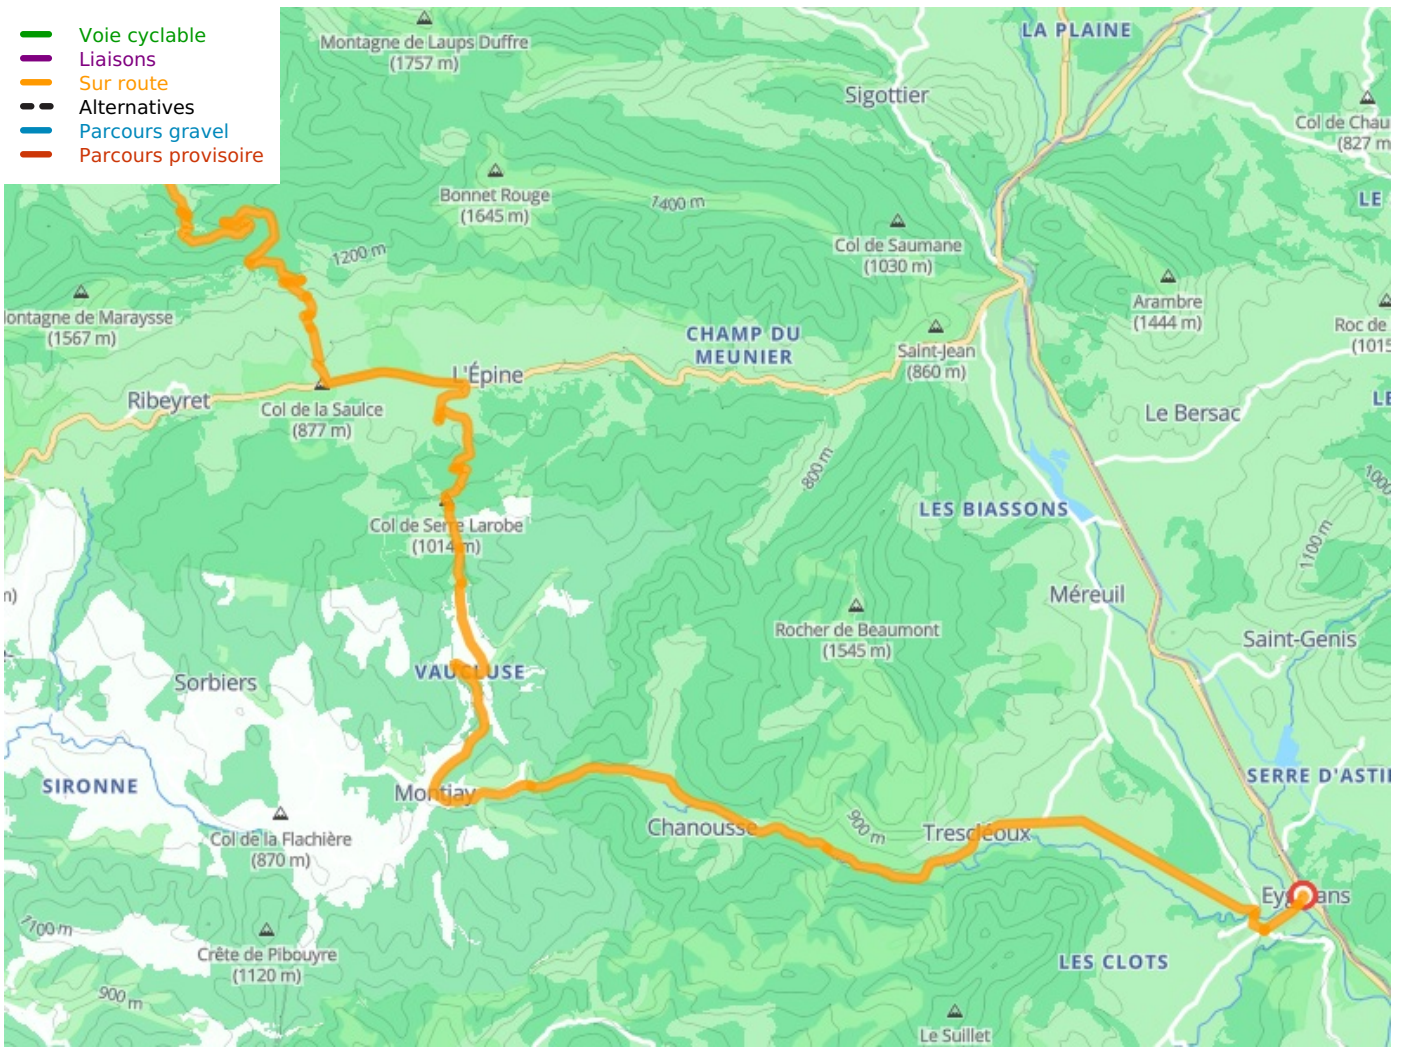 Voie cyclable
Liaisons
Sur route
Alternatives
Parcours gravel
Parcours provisoire
Montagne de Laups Duffre
(1757 m)
LA PLAINE
Sigottier
Col de Chau
(827 m
Bonnet Rouge
(1645 m)
1400 m
LE
Col de Saumane
(1030 m)
1200 m
Arambre
(1444 m)
ontagne de Maraysse
(1567 m)
Roc de
(1015
CHAMP DU
MEUNIER
Saint-Jean
(860 m)
L'Épine
Ribeyret
Col de la Saulce
(877 m)
Le Bersac
LE
800 m
1000
Col de Serre Larobe
(1014 m)
LES BIASSONS
1100 m
n)
Méreuil
Rocher de Beaumont
(1545 m)
Saint-Genis
VAUCLUSE
Sorbiers
SIRONNE
Montjay
SERRE D'ASTI
Col de la Flachière
(870 m)
Chanousse
900 m
Trescléoux
Eyguians
1100 m
Crête de Pibouyre
(1120 m)
LES CLOTS
900 m
Le Suillet